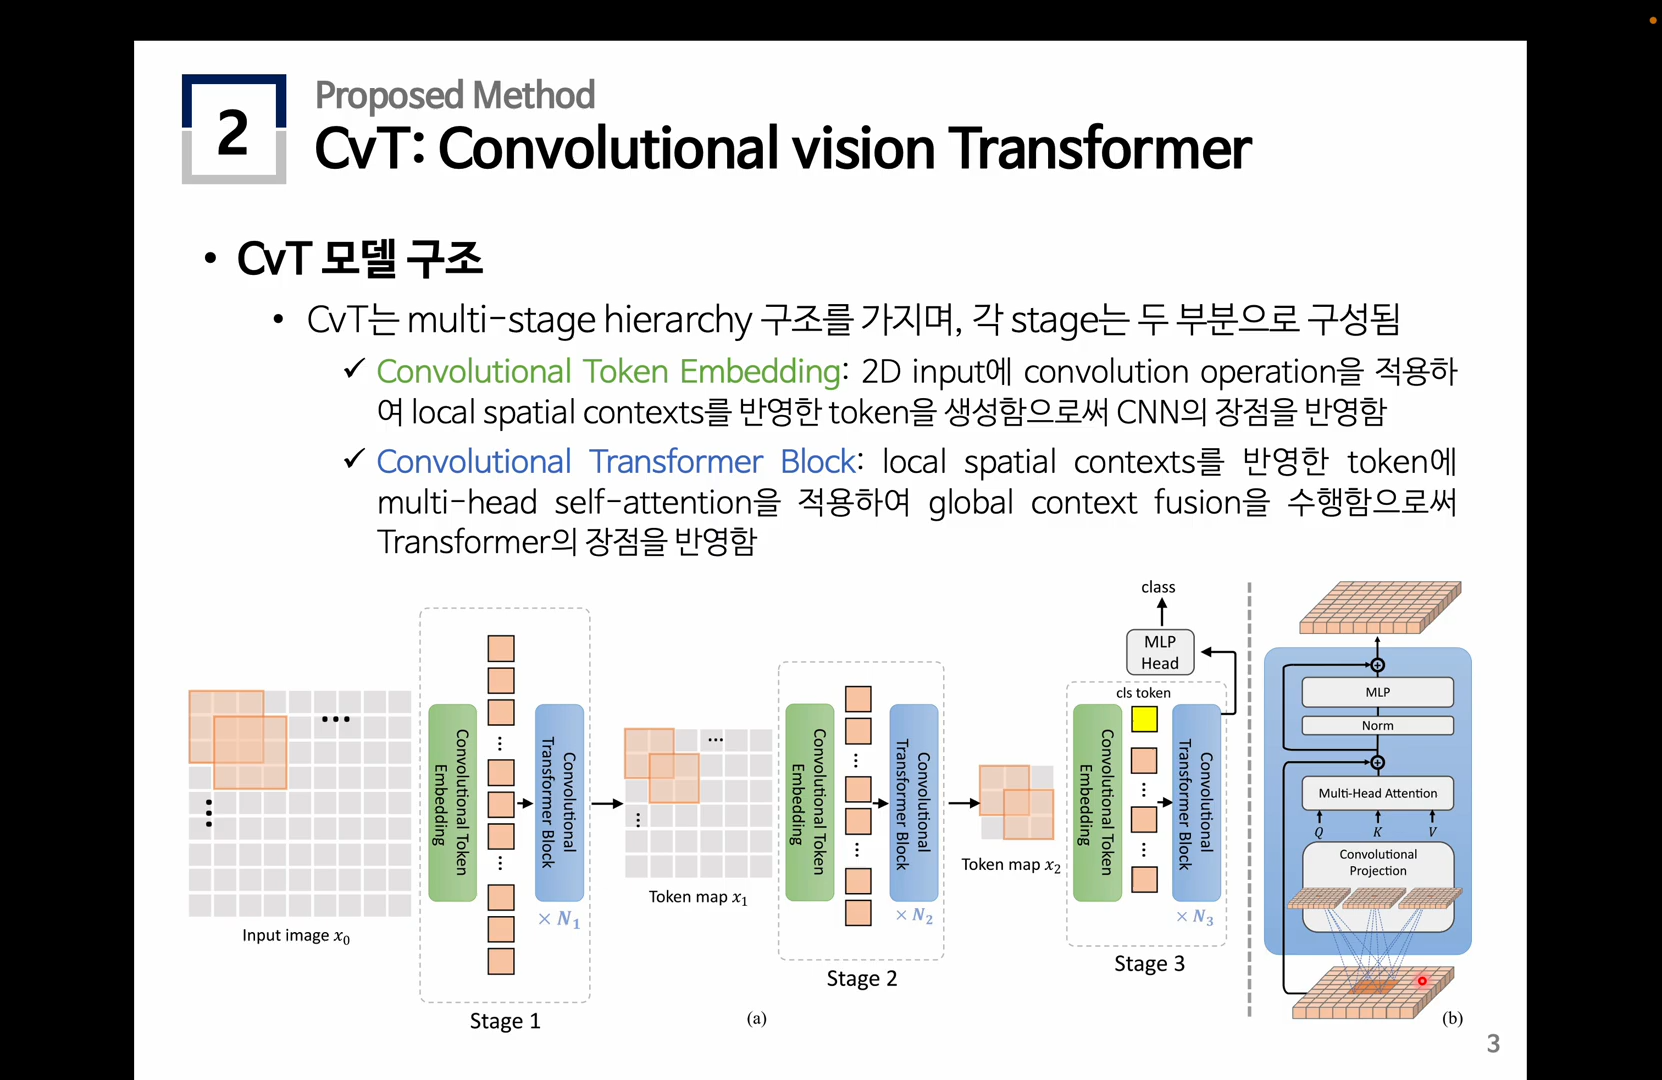 2
Proposed Method
CvT: Convolutional vision Transformer
• CvT 모델 구조
• CvT는 multi-stage hierarchy 구조를 가지며, 각 stage는 두 부분으로 구성됨
✓ Convolutional Token Embedding: 2D input에 convolution operation을 적용하
여 local spatial contexts를 반영한 token을 생성함으로써 CNN의 장점을 반영함
✓ Convolutional Transformer Block: local spatial contexts를 반영한 token에
multi-head self-attention을 적용하여 global context fusion을 수행함으로써
Transformer의 장점을 반영함
Input image x₀
Convolutional Token
Embedding
Convolutional
Transformer Block
× N₁
Stage 1
Token map x₁
Convolutional Token
Embedding
Convolutional
Transformer Block
× N₂
Stage 2
Token map x₂
class
MLP
Head
cls token
Convolutional Token
Embedding
Convolutional
Transformer Block
× N₃
Stage 3
(a)
MLP
Norm
Multi-Head Attention
Q K V
Convolutional
Projection
(b)
3